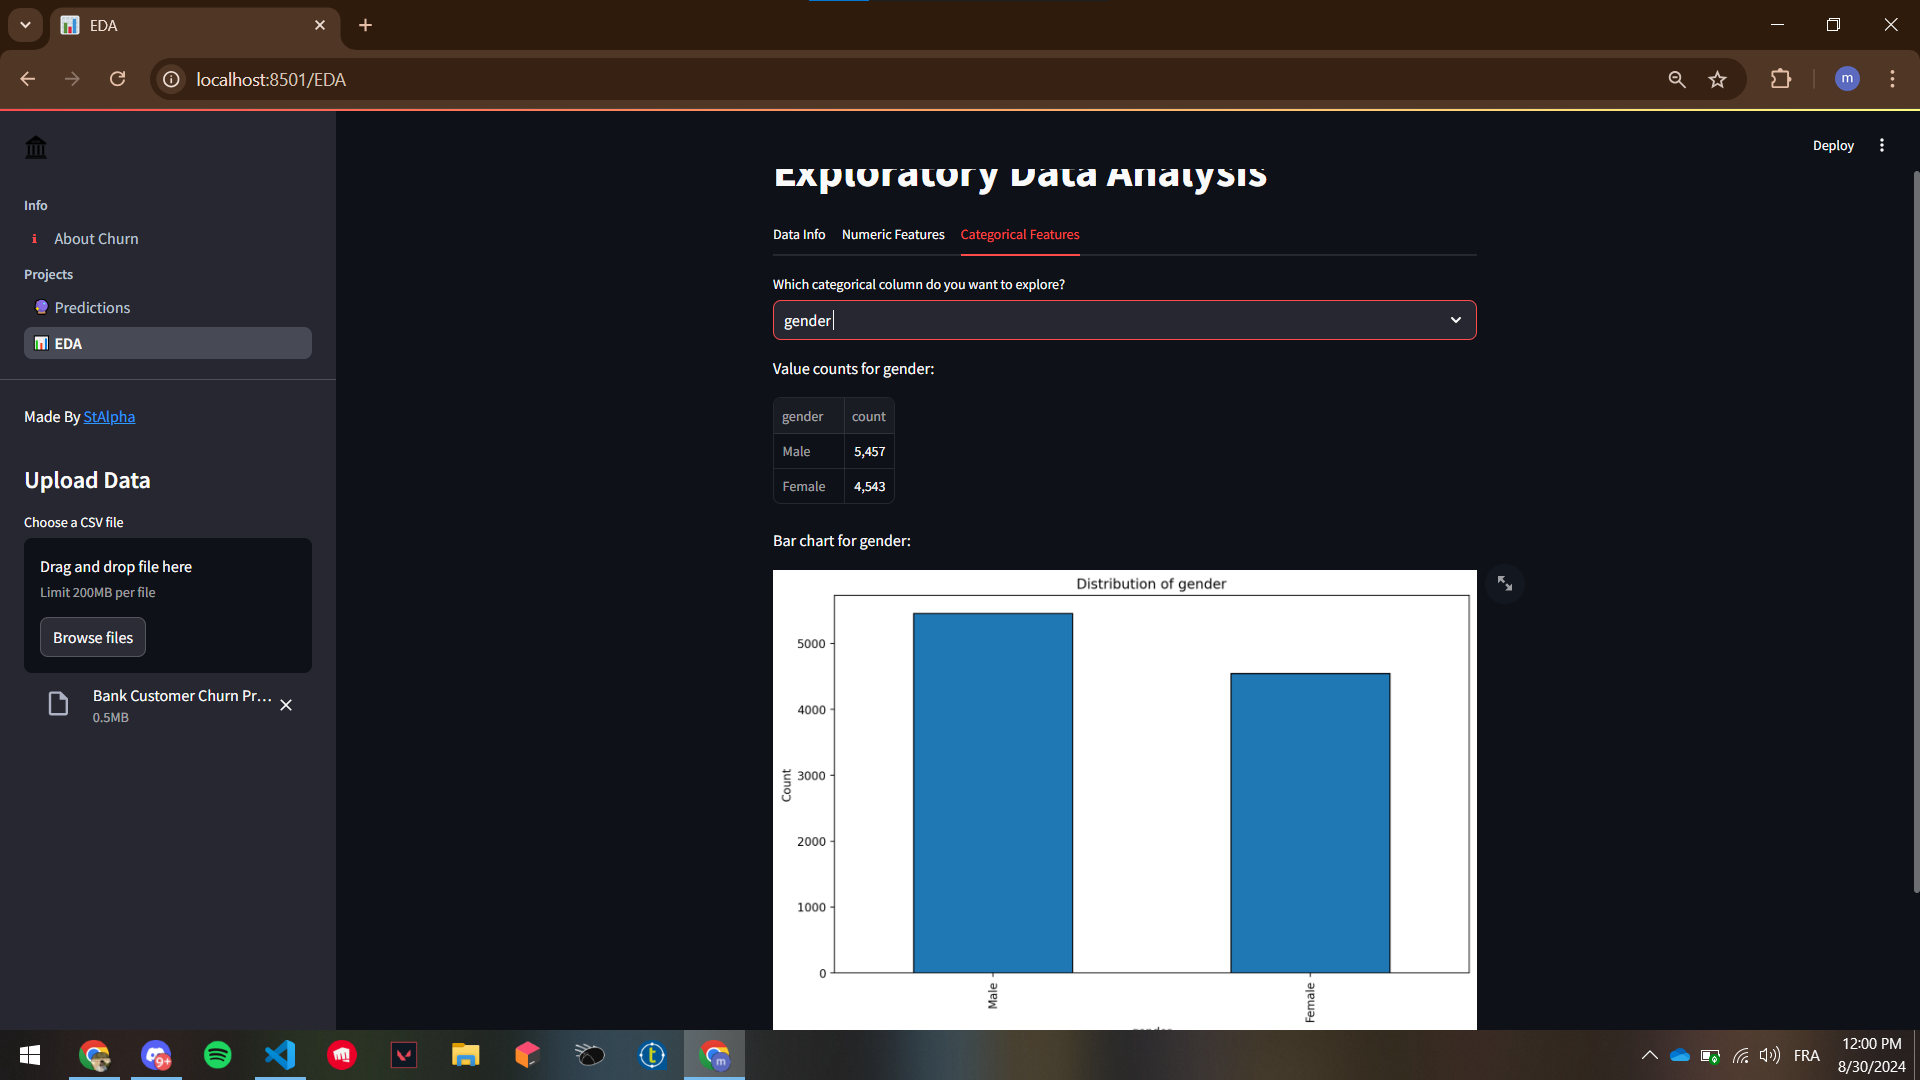 EDA
localhost:8501/EDA
m
Deploy
Info
About Churn
Projects
Predictions
EDA
Made By StAlpha
Upload Data
Choose a CSV file
Drag and drop file here
Limit 200MB per file
Browse files
Bank Customer Churn Pr...
0.5MB
Exploratory Data Analysis
Data Info Numeric Features Categorical Features
Which categorical column do you want to explore?
gender
Value counts for gender:
gender count
Male 5,457
Female 4,543
Bar chart for gender:
Distribution of gender
5000
4000
3000
2000
1000
0
Count
Male
Female
gender
9+
m
FRA
12:00 PM
8/30/2024